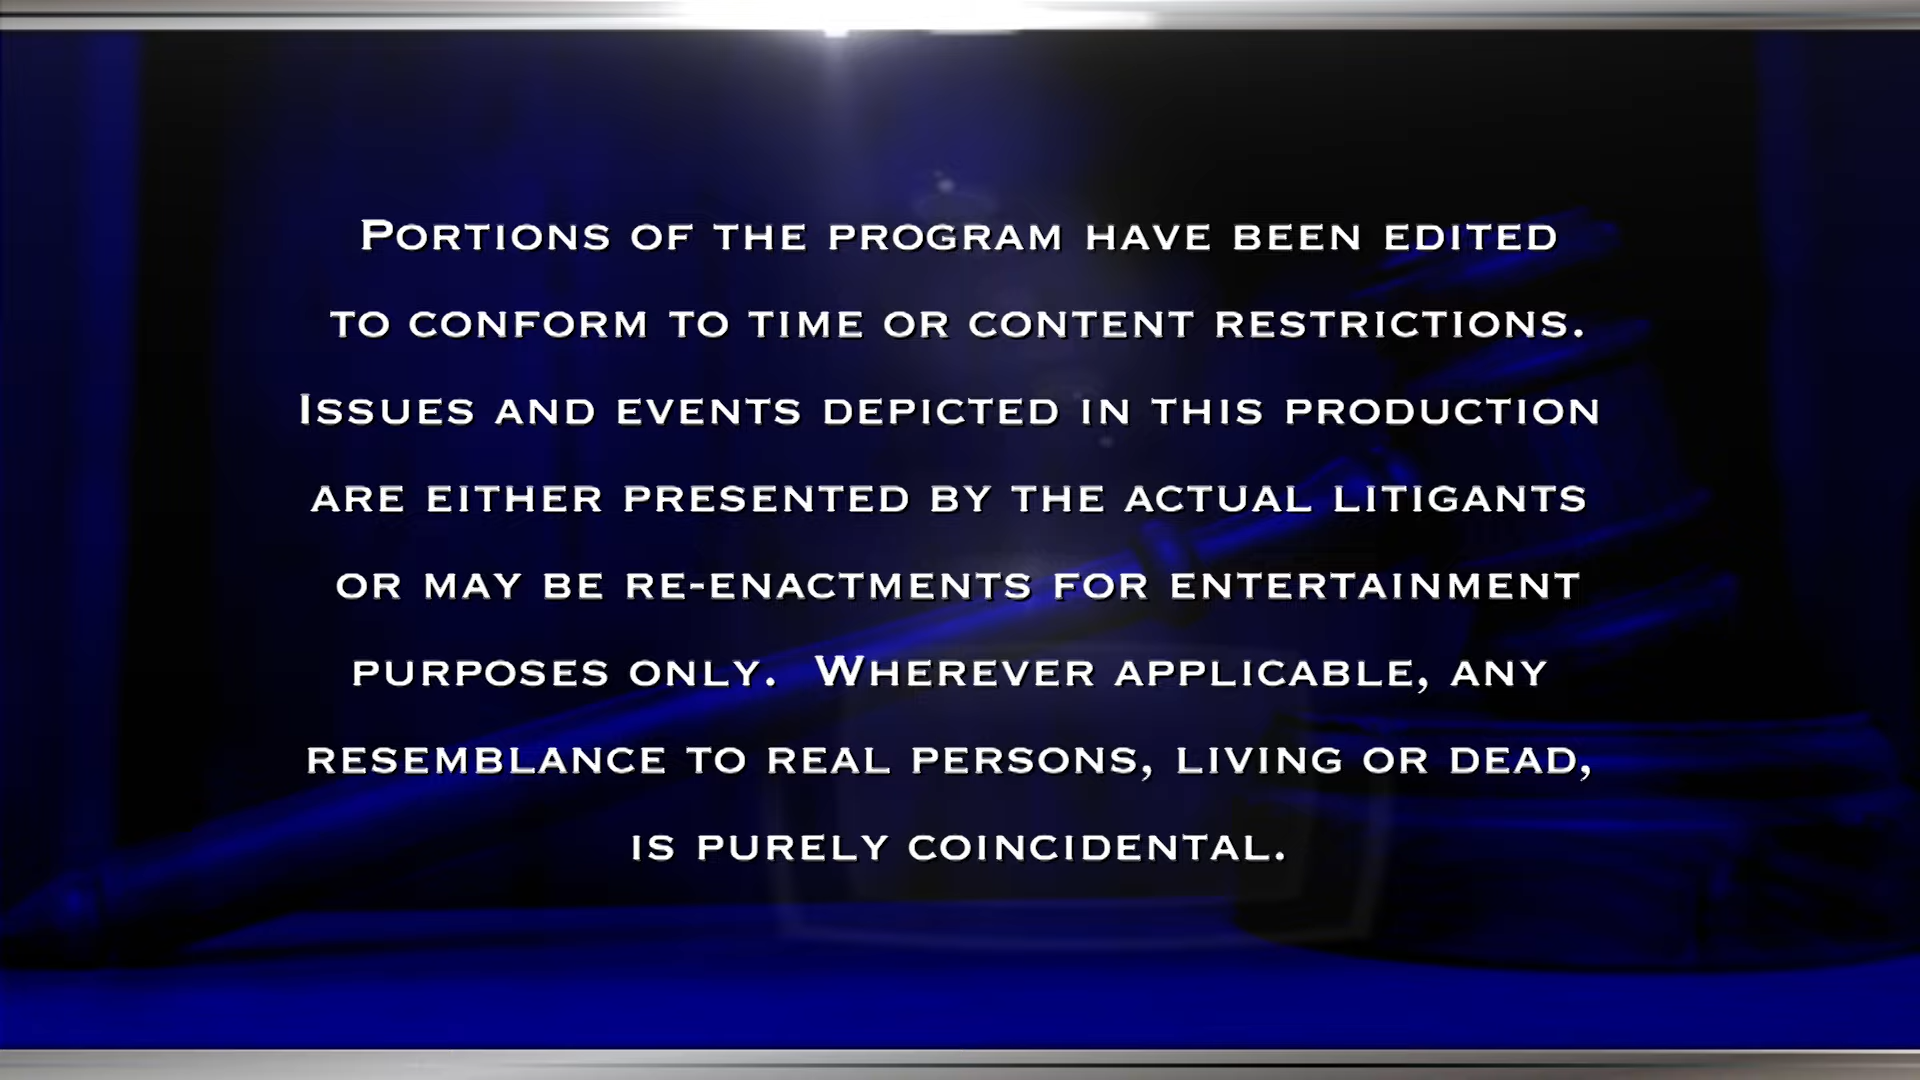 Portions of the program have been edited
to conform to time or content restrictions.
Issues and events depicted in this production
are either presented by the actual litigants
or may be re-enactments for entertainment
purposes only.  Wherever applicable, any
resemblance to real persons, living or dead,
is purely coincidental.